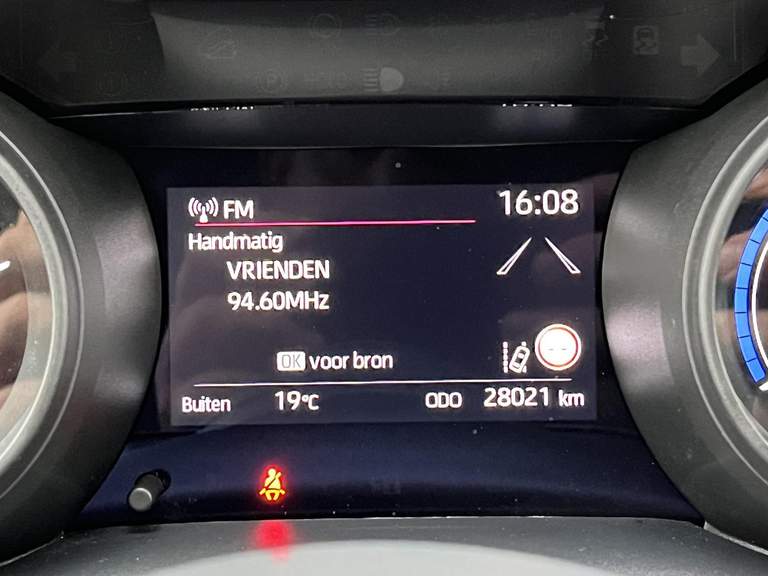 FM 16:08
Handmatig
VRIENDEN
94.60MHz
OK voor bron
--
Buiten 19°C ODO 28021 km